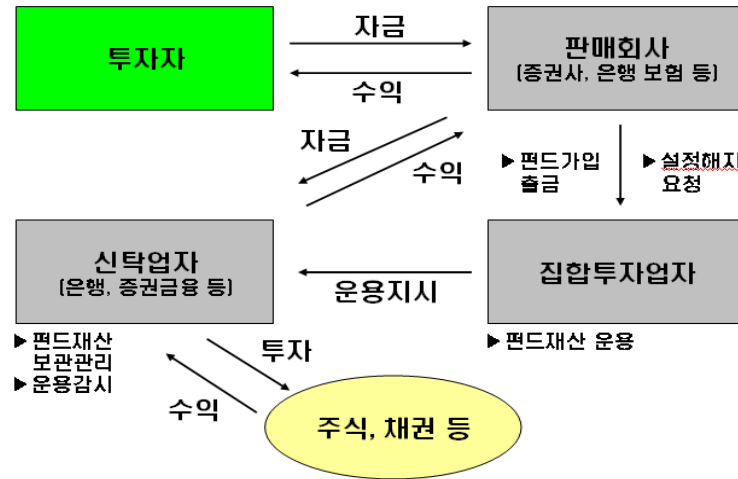 투자자
자금
수익
판매회사
(증권사, 은행 보험 등)
자금
수익
▶ 펀드가입
출금
▶ 설정해지
요청
신탁업자
(은행, 증권금융 등)
운용지시
집합투자업자
▶ 펀드재산
보관관리
▶ 운용감시
▶ 펀드재산 운용
투자
수익
주식, 채권 등